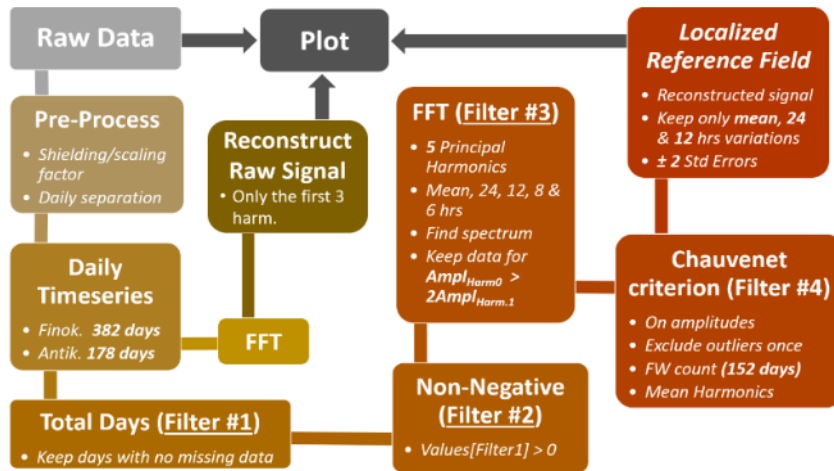 Raw Data
Plot
Localized
Reference Field
• Reconstructed signal
• Keep only mean, 24
& 12 hrs variations
• ± 2 Std Errors
Pre-Process
• Shielding/scaling
factor
• Daily separation
Reconstruct
Raw Signal
• Only the first 3
harm.
FFT (Filter #3)
• 5 Principal
Harmonics
• Mean, 24, 12, 8 &
6 hrs
• Find spectrum
• Keep data for
Ampl_Harm0 >
2Ampl_Harm.1
Daily
Timeseries
• Finok. 382 days
• Antik. 178 days
FFT
Chauvenet
criterion (Filter #4)
• On amplitudes
• Exclude outliers once
• FW count (152 days)
• Mean Harmonics
Total Days (Filter #1)
• Keep days with no missing data
Non-Negative
(Filter #2)
• Values[Filter1] > 0